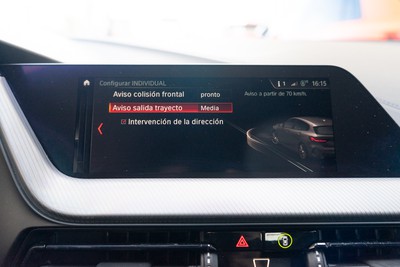 Configurar INDIVIDUAL
1
16:15
Aviso colisión frontal pronto
Aviso a partir de 70 km/h.
Aviso salida trayecto Media
Intervención de la dirección